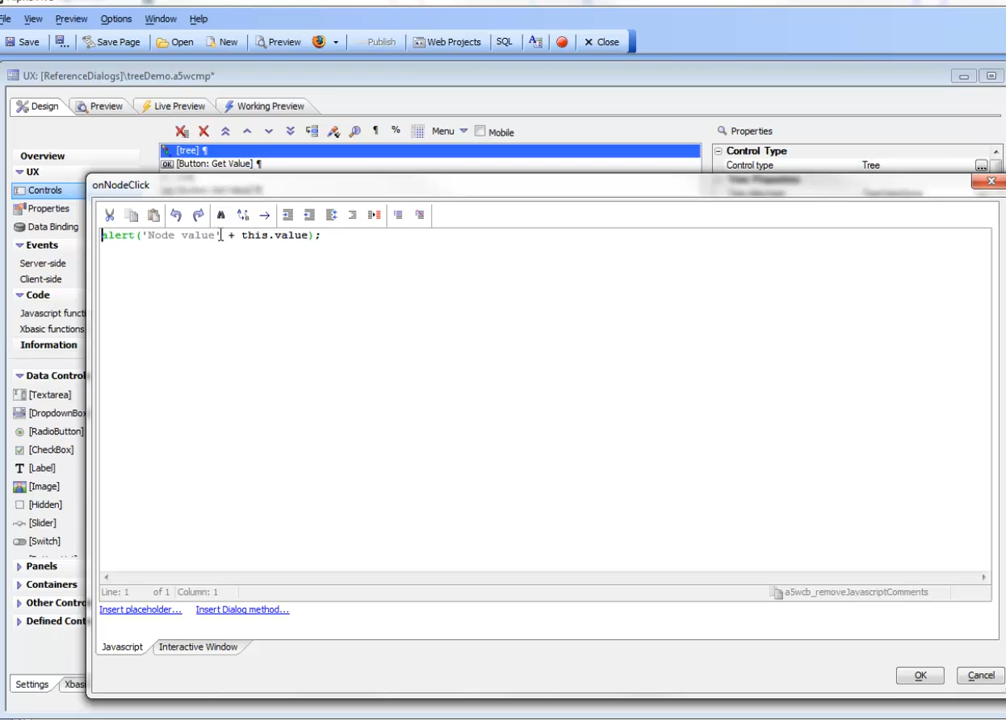 View Preview Options Window Help
Save Save Page Open New Preview Publish Web Projects SQL Close
UX: [ReferenceDialogs]\treeDemo.a5wcmp*
Design Preview Live Preview Working Preview
Menu Mobile Properties
Overview [tree] ¶ Control Type
[Button: Get Value] ¶ Control type Tree
UX
onNodeClick
Controls
Properties
Data Binding
alert('Node value' + this.value);
Events
Server-side
Client-side
Code
Javascript func
Xbasic functions
Information
Data Control
[Textarea]
[DropdownBox
[RadioButton]
[CheckBox]
[Label]
[Image]
[Hidden]
[Slider]
[Switch]
Panels
Containers
Other Contro
Defined Cont
Line: 1 of 1 Column: 1 a5wcb_removeJavascriptComments
Insert placeholder... Insert Dialog method...
Javascript Interactive Window
OK Cancel
Settings Xbas